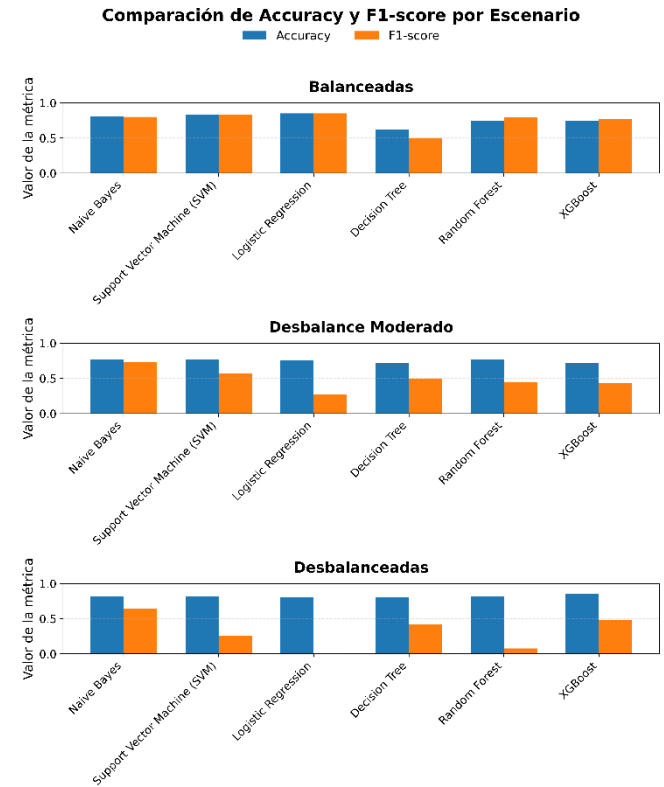 Comparación de Accuracy y F1-score por Escenario
Accuracy F1-score
Balanceadas
Valor de la métrica
1.0
0.5
0.0
Naive Bayes
Support Vector Machine (SVM)
Logistic Regression
Decision Tree
Random Forest
XGBoost
Desbalance Moderado
Valor de la métrica
1.0
0.5
0.0
Naive Bayes
Support Vector Machine (SVM)
Logistic Regression
Decision Tree
Random Forest
XGBoost
Desbalanceadas
Valor de la métrica
1.0
0.5
0.0
Naive Bayes
Support Vector Machine (SVM)
Logistic Regression
Decision Tree
Random Forest
XGBoost